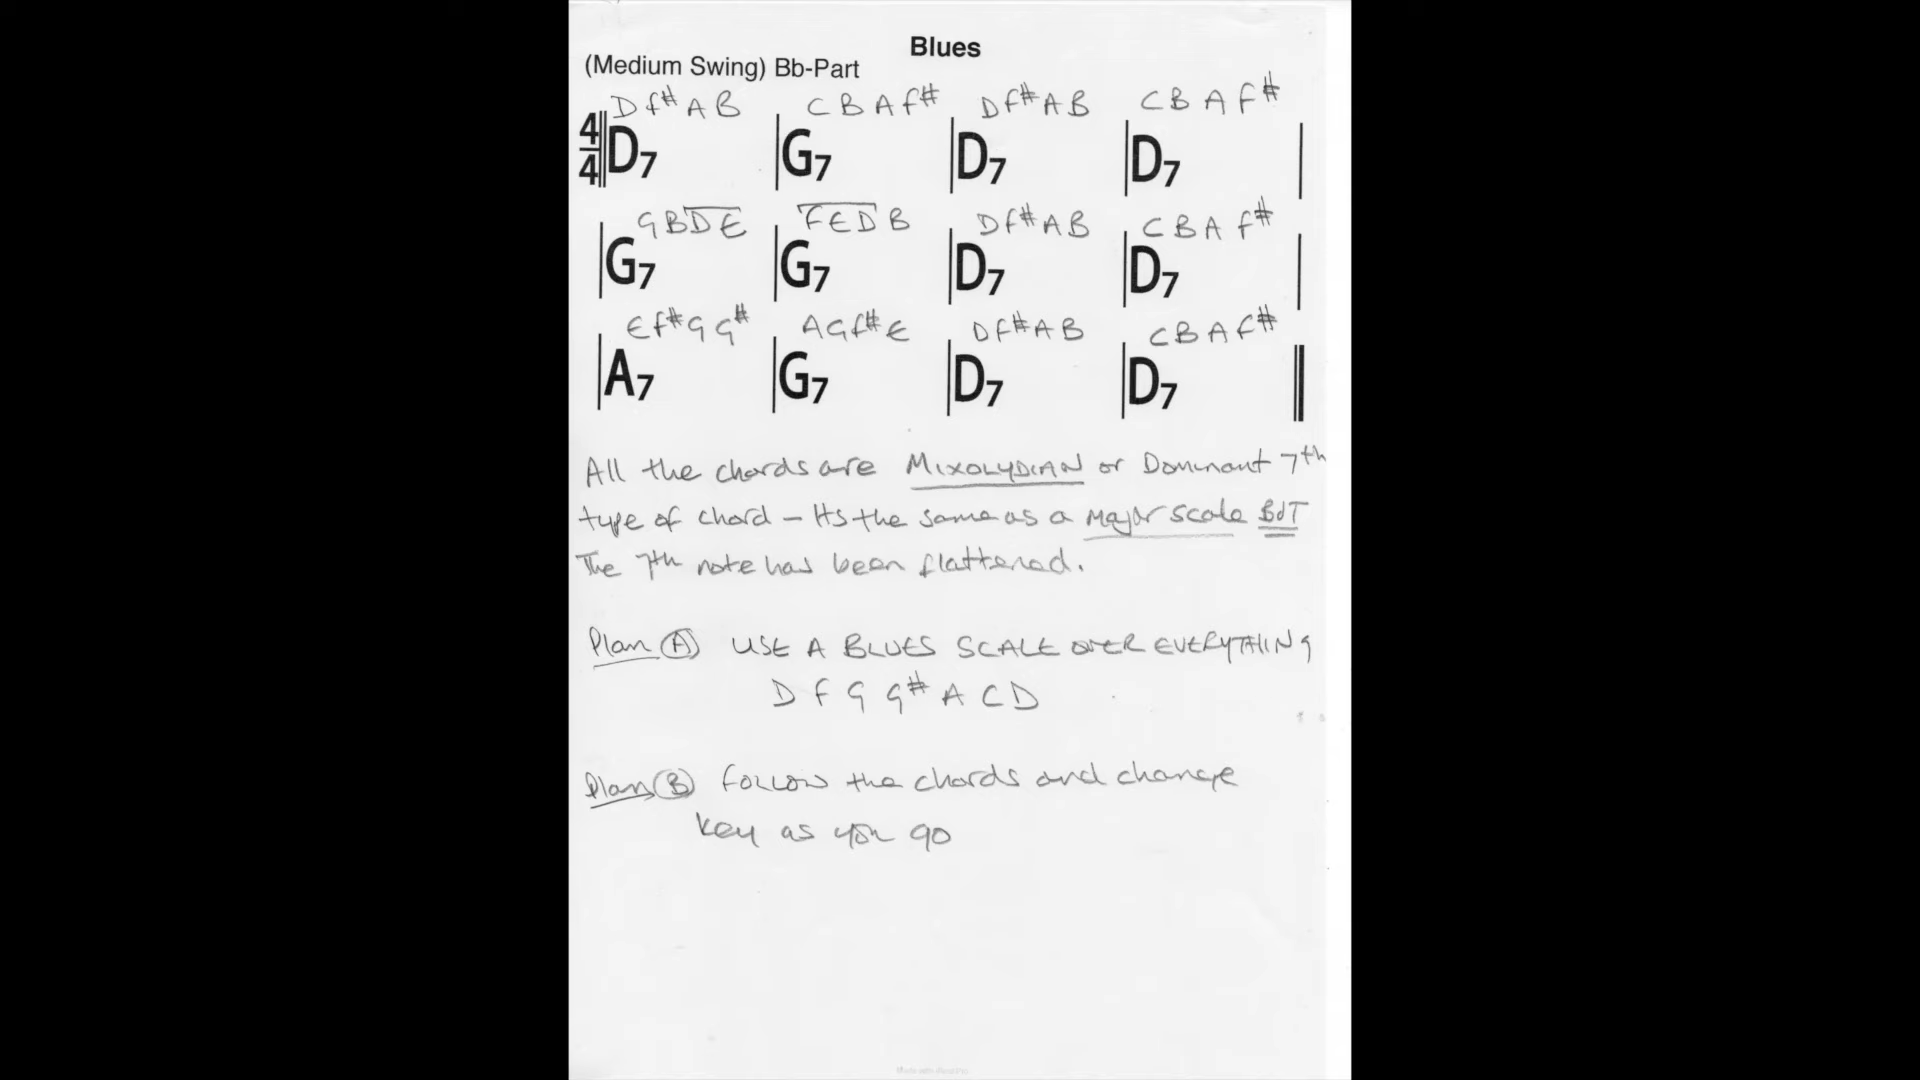 Blues
(Medium Swing) Bb-Part
D F# A B C B A F# D F# A B C B A F#
4/4 D7 G7 D7 D7
G B D E F E D B D F# A B C B A F#
G7 G7 D7 D7
E F# G G# A G F# E D F# A B C B A F#
A7 G7 D7 D7
All the chords are MIXOLYDIAN or Dominant 7th
type of chord – Its the same as a Major scale BUT
The 7th note has been flattened.
Plan A USE A BLUES SCALE OVER EVERYTHING
D F G G# A C D
Plan B Follow the chords and change
key as you go